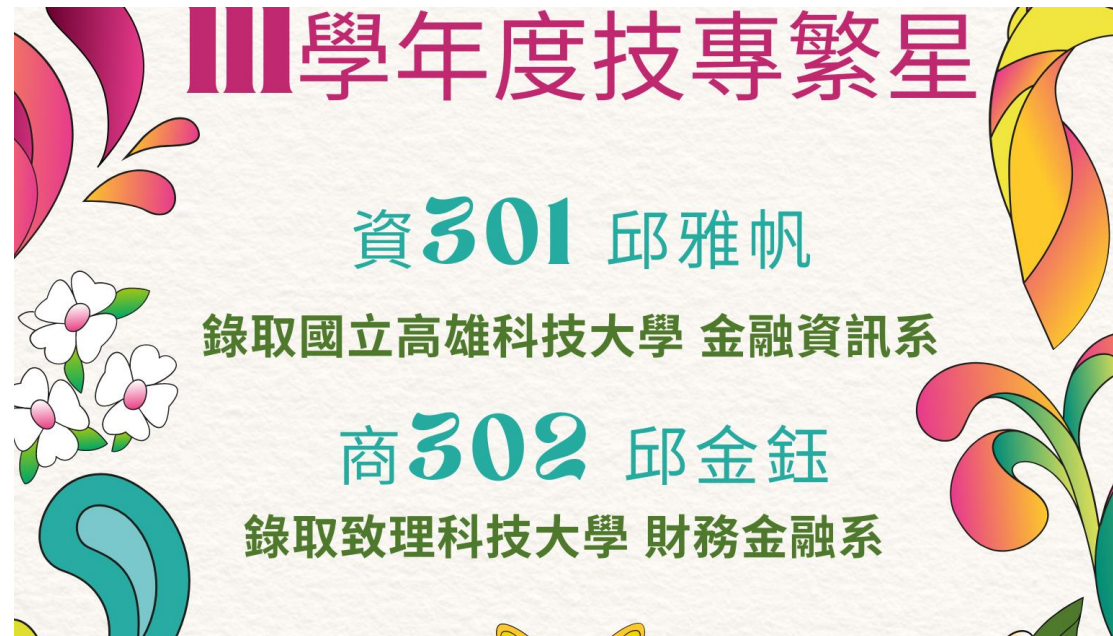 111學年度技專繁星
資301 邱雅帆
錄取國立高雄科技大學 金融資訊系
商302 邱金鈺
錄取致理科技大學 財務金融系